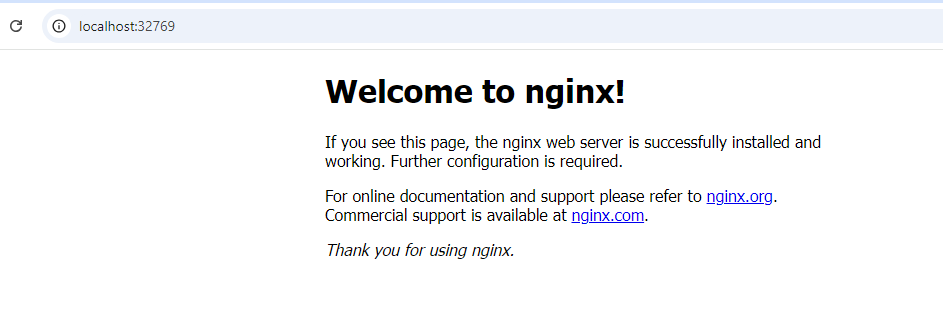 localhost:32769
Welcome to nginx!
If you see this page, the nginx web server is successfully installed and
working. Further configuration is required.
For online documentation and support please refer to nginx.org.
Commercial support is available at nginx.com.
Thank you for using nginx.